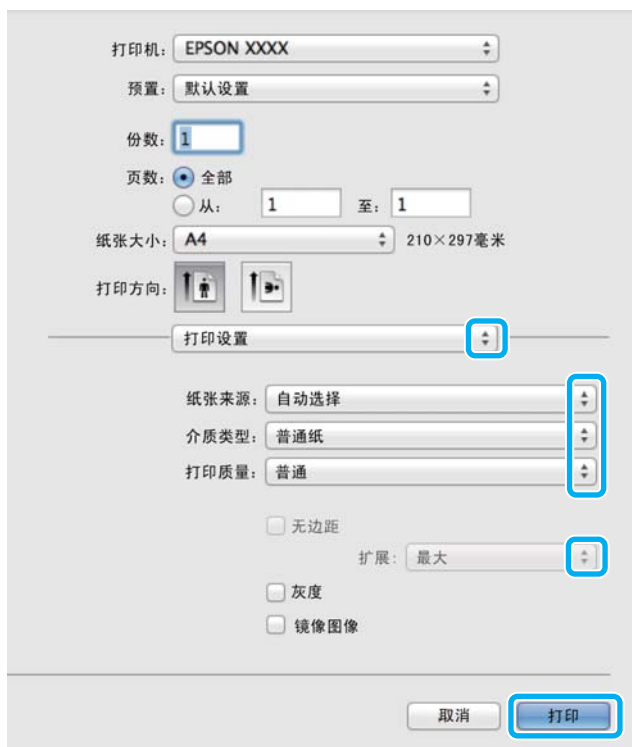 打印机: EPSON XXXX
预置: 默认设置
份数: 1
页数: 全部
从: 1 至: 1
纸张大小: A4 210×297毫米
打印方向:
打印设置
纸张来源: 自动选择
介质类型: 普通纸
打印质量: 普通
无边距
扩展: 最大
灰度
镜像图像
取消 打印